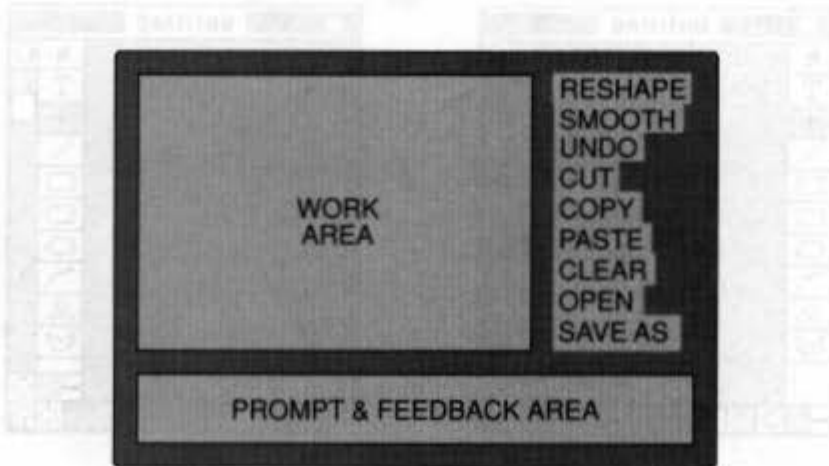 WORK
AREA
RESHAPE
SMOOTH
UNDO
CUT
COPY
PASTE
CLEAR
OPEN
SAVE AS
PROMPT & FEEDBACK AREA